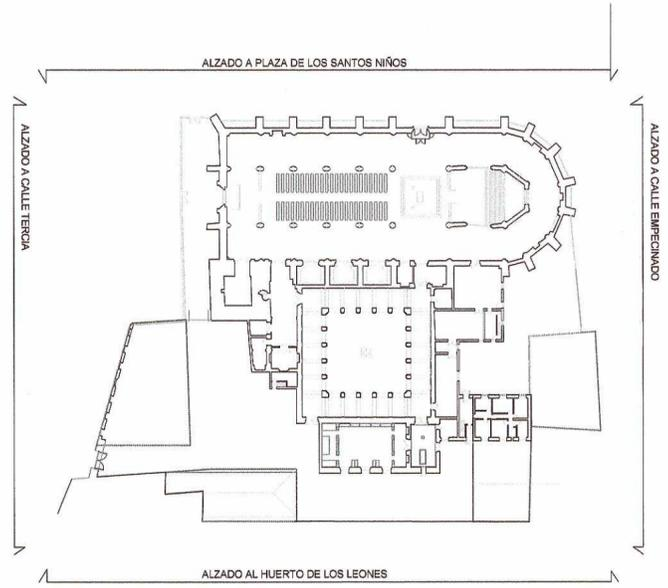 ALZADO A PLAZA DE LOS SANTOS NIÑOS
ALZADO A CALLE TERCIA
ALZADO A CALLE EMPECINADO
ALZADO AL HUERTO DE LOS LEONES